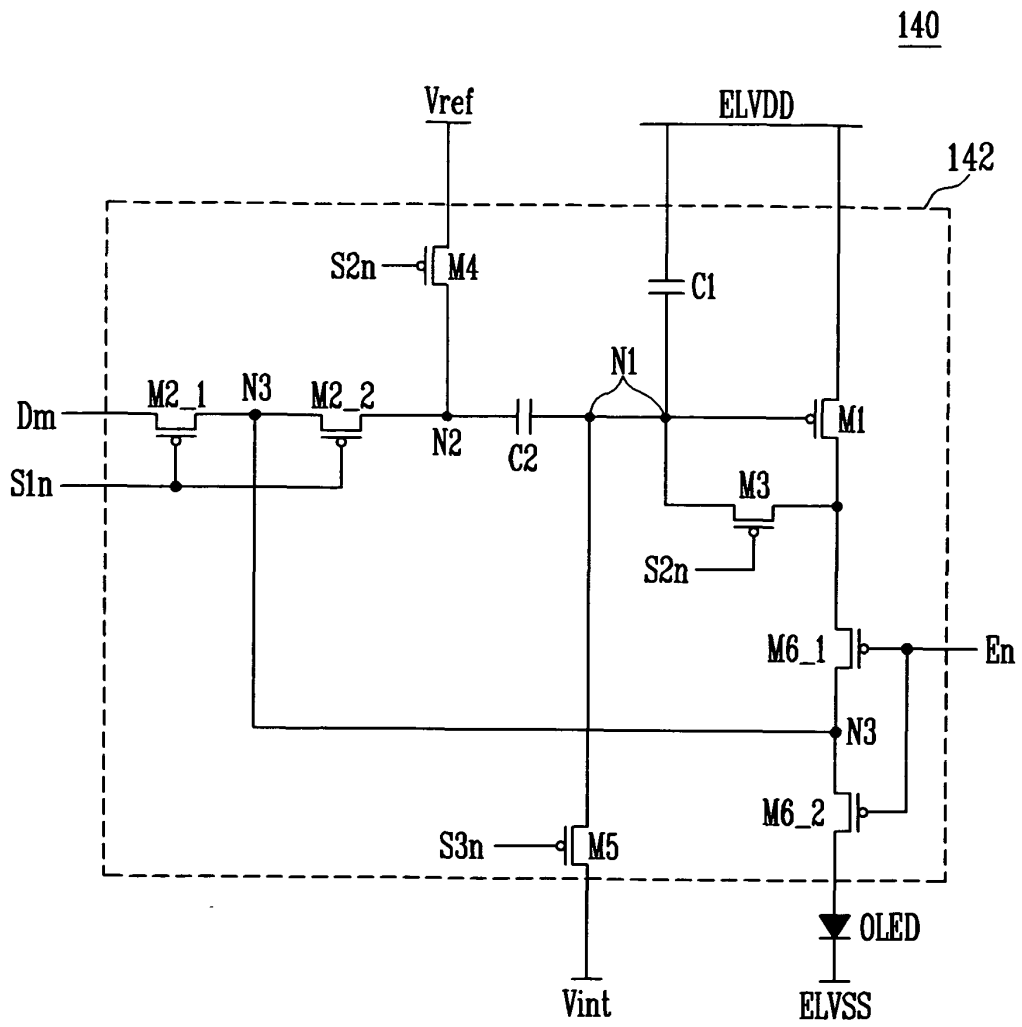 140
Vref
ELVDD
142
S2n
M4
C1
N1
M2_1
N3
M2_2
Dm
N2
C2
M1
S1n
M3
S2n
M6_1
En
N3
M6_2
S3n
M5
OLED
Vint
ELVSS